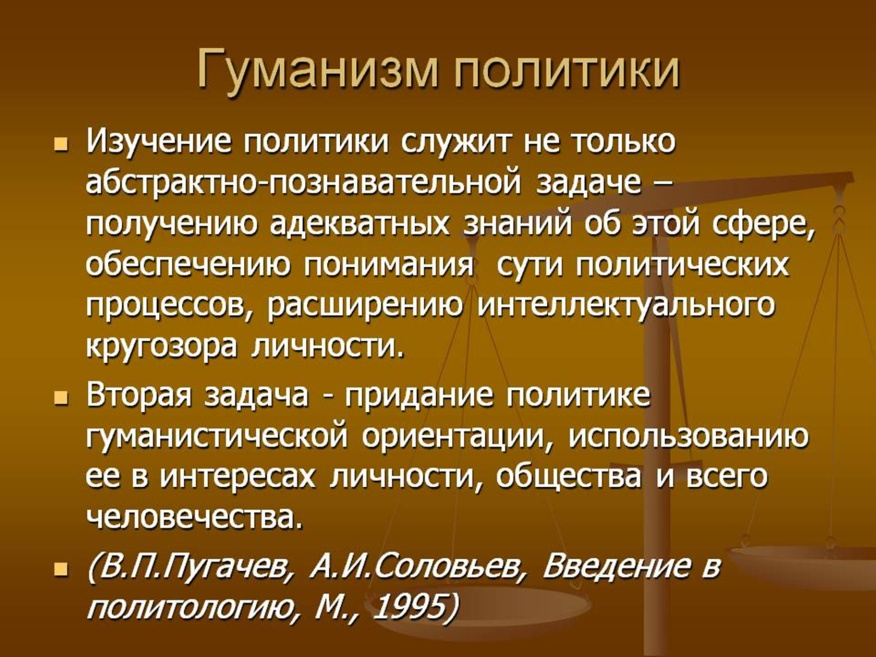 Гуманизм политики
Изучение политики служит не только
абстрактно-познавательной задаче –
получению адекватных знаний об этой сфере,
обеспечению понимания сути политических
процессов, расширению интеллектуального
кругозора личности.
Вторая задача - придание политике
гуманистической ориентации, использованию
ее в интересах личности, общества и всего
человечества.
(В.П.Пугачев, А.И.Соловьев, Введение в
политологию, М., 1995)